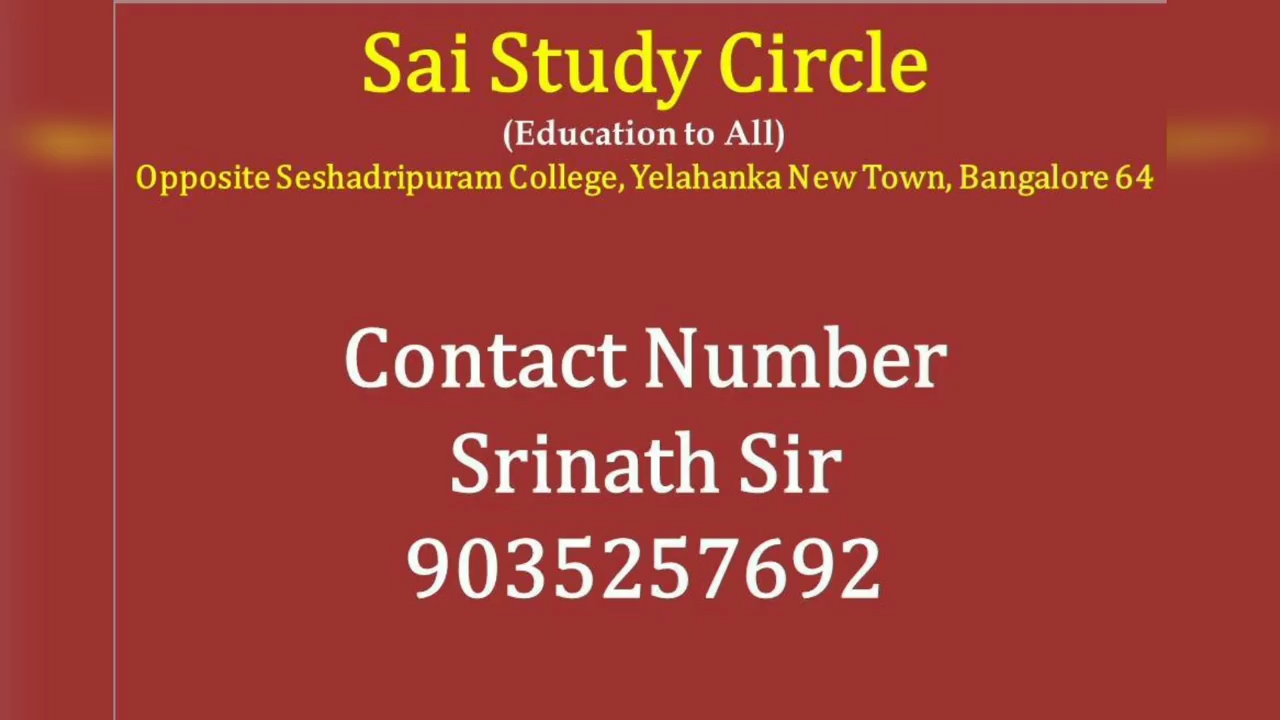 Sai Study Circle
(Education to All)
Opposite Seshadripuram College, Yelahanka New Town, Bangalore 64
Contact Number
Srinath Sir
9035257692